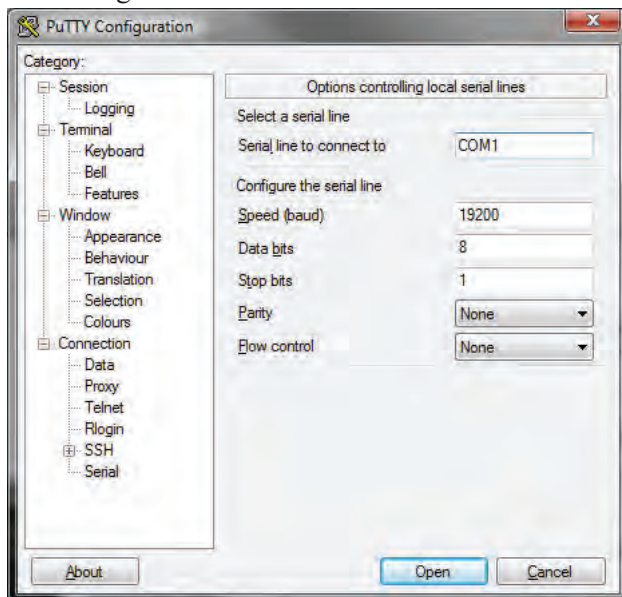 PuTTY Configuration
Category:
Session
Logging
Terminal
Keyboard
Bell
Features
Window
Appearance
Behaviour
Translation
Selection
Colours
Connection
Data
Proxy
Telnet
Rlogin
SSH
Serial
Options controlling local serial lines
Select a serial line
Serial line to connect to COM1
Configure the serial line
Speed (baud) 19200
Data bits 8
Stop bits 1
Parity None
Flow control None
About Open Cancel